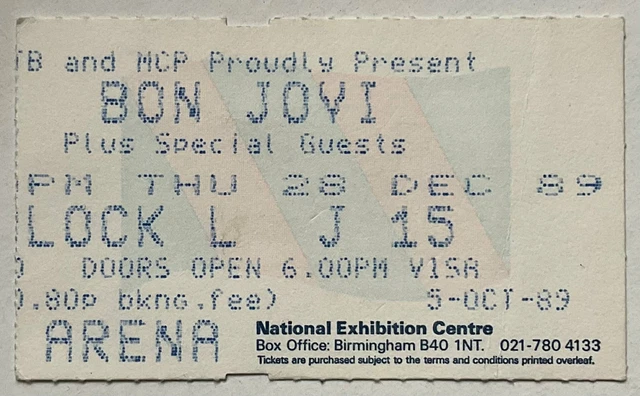 TB and MCP Proudly Present
BON JOVI
Plus Special Guests
PM THU 28 DEC 89
LOCK L J 15
DOORS OPEN 6.00PM VISA
.80p bkng.fee) 5-OCT-89
ARENA
National Exhibition Centre
Box Office: Birmingham B40 1NT. 021-780 4133
Tickets are purchased subject to the terms and conditions printed overleaf.